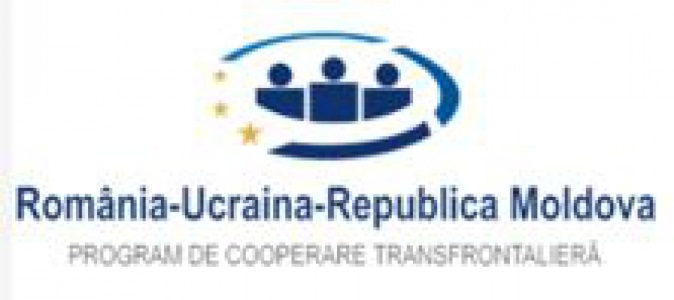 România-Ucraina-Republica Moldova
PROGRAM DE COOPERARE TRANSFRONTALIERĂ